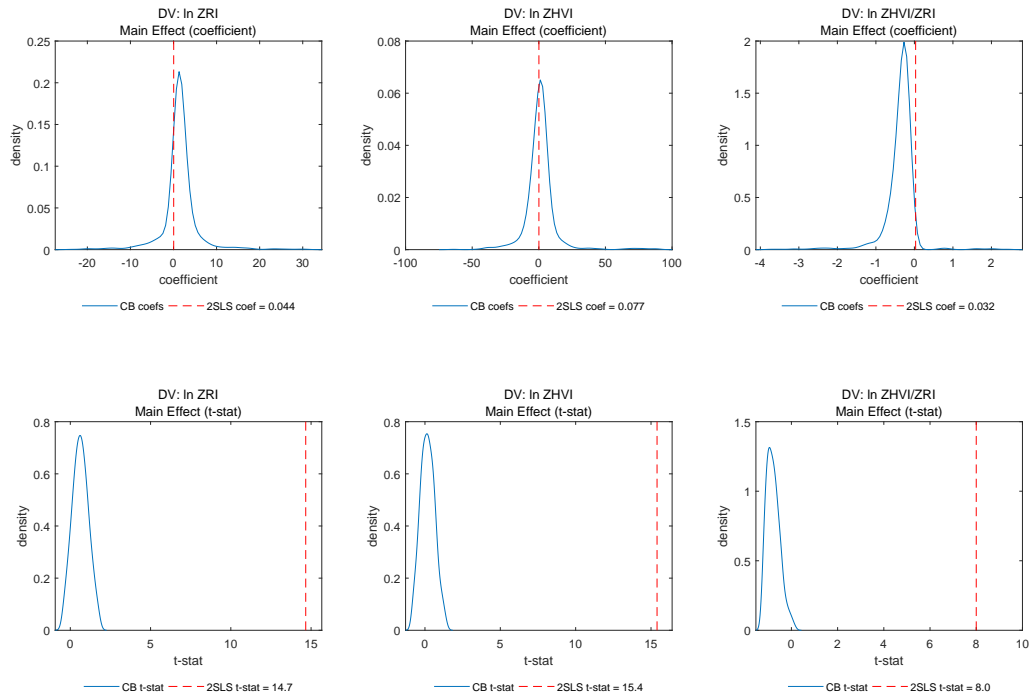 DV: ln ZRI
Main Effect (coefficient)
0.25
0.2
0.15
0.1
0.05
0
density
-20 -10 0 10 20 30
coefficient
CB coefs 2SLS coef = 0.044
DV: ln ZHVI
Main Effect (coefficient)
0.08
0.06
0.04
0.02
0
density
-100 -50 0 50 100
coefficient
CB coefs 2SLS coef = 0.077
DV: ln ZHVI/ZRI
Main Effect (coefficient)
2
1.5
1
0.5
0
density
-4 -3 -2 -1 0 1 2
coefficient
CB coefs 2SLS coef = 0.032
DV: ln ZRI
Main Effect (t-stat)
0.8
0.6
0.4
0.2
0
density
0 5 10 15
t-stat
CB t-stat 2SLS t-stat = 14.7
DV: ln ZHVI
Main Effect (t-stat)
0.8
0.6
0.4
0.2
0
density
0 5 10 15
t-stat
CB t-stat 2SLS t-stat = 15.4
DV: ln ZHVI/ZRI
Main Effect (t-stat)
1.5
1
0.5
0
density
0 2 4 6 8 10
t-stat
CB t-stat 2SLS t-stat = 8.0